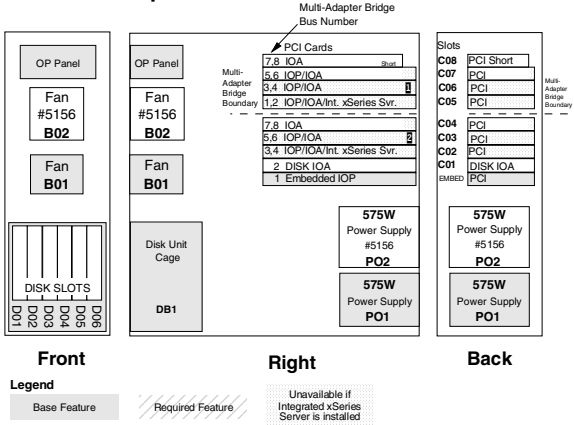 Multi-Adapter Bridge
Bus Number
OP Panel
Fan
#5156
B02
Fan
B01
DISK SLOTS
D01
D02
D03
D04
D05
D06
Front
OP Panel
Fan
#5156
B02
Fan
B01
Disk Unit
Cage
DB1
Multi-
Adapter
Bridge
Boundary
PCI Cards
7,8 IOA Short
5,6 IOP/IOA
3,4 IOP/IOA 1
1,2 IOP/IOA/Int. xSeries Svr.
7,8 IOA
5,6 IOP/IOA 2
3,4 IOP/IOA/Int. xSeries Svr.
2 DISK IOA
1 Embedded IOP
575W
Power Supply
#5156
PO2
575W
Power Supply
PO1
Right
Slots
C08 PCI Short
C07 PCI
C06 PCI
C05 PCI
C04 PCI
C03 PCI
C02 PCI
C01 DISK IOA
EMBED PCI
Multi-
Adapter
Bridge
Boundary
575W
Power Supply
#5156
PO2
575W
Power Supply
PO1
Back
Legend
Base Feature
Required Feature
Unavailable if
Integrated xSeries
Server is installed